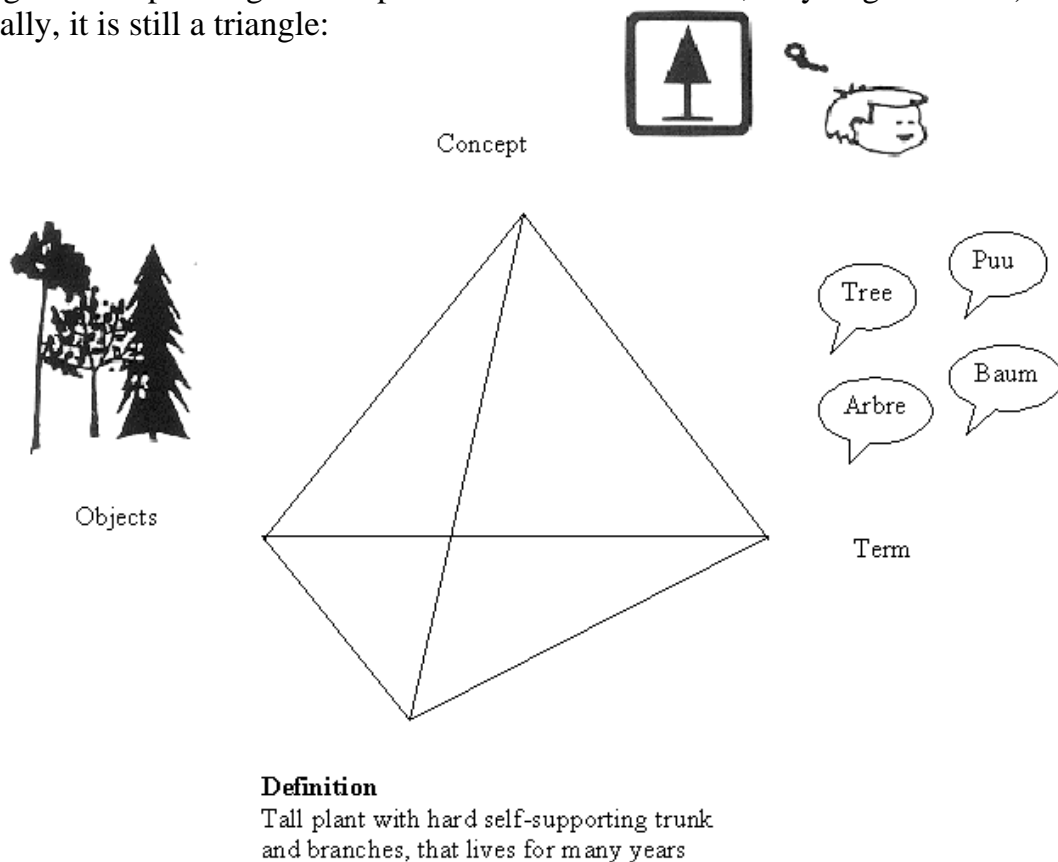 ally, it is still a triangle:
Concept
Puu
Tree
Baum
Arbre
Objects
Term
Definition
Tall plant with hard self-supporting trunk
and branches, that lives for many years